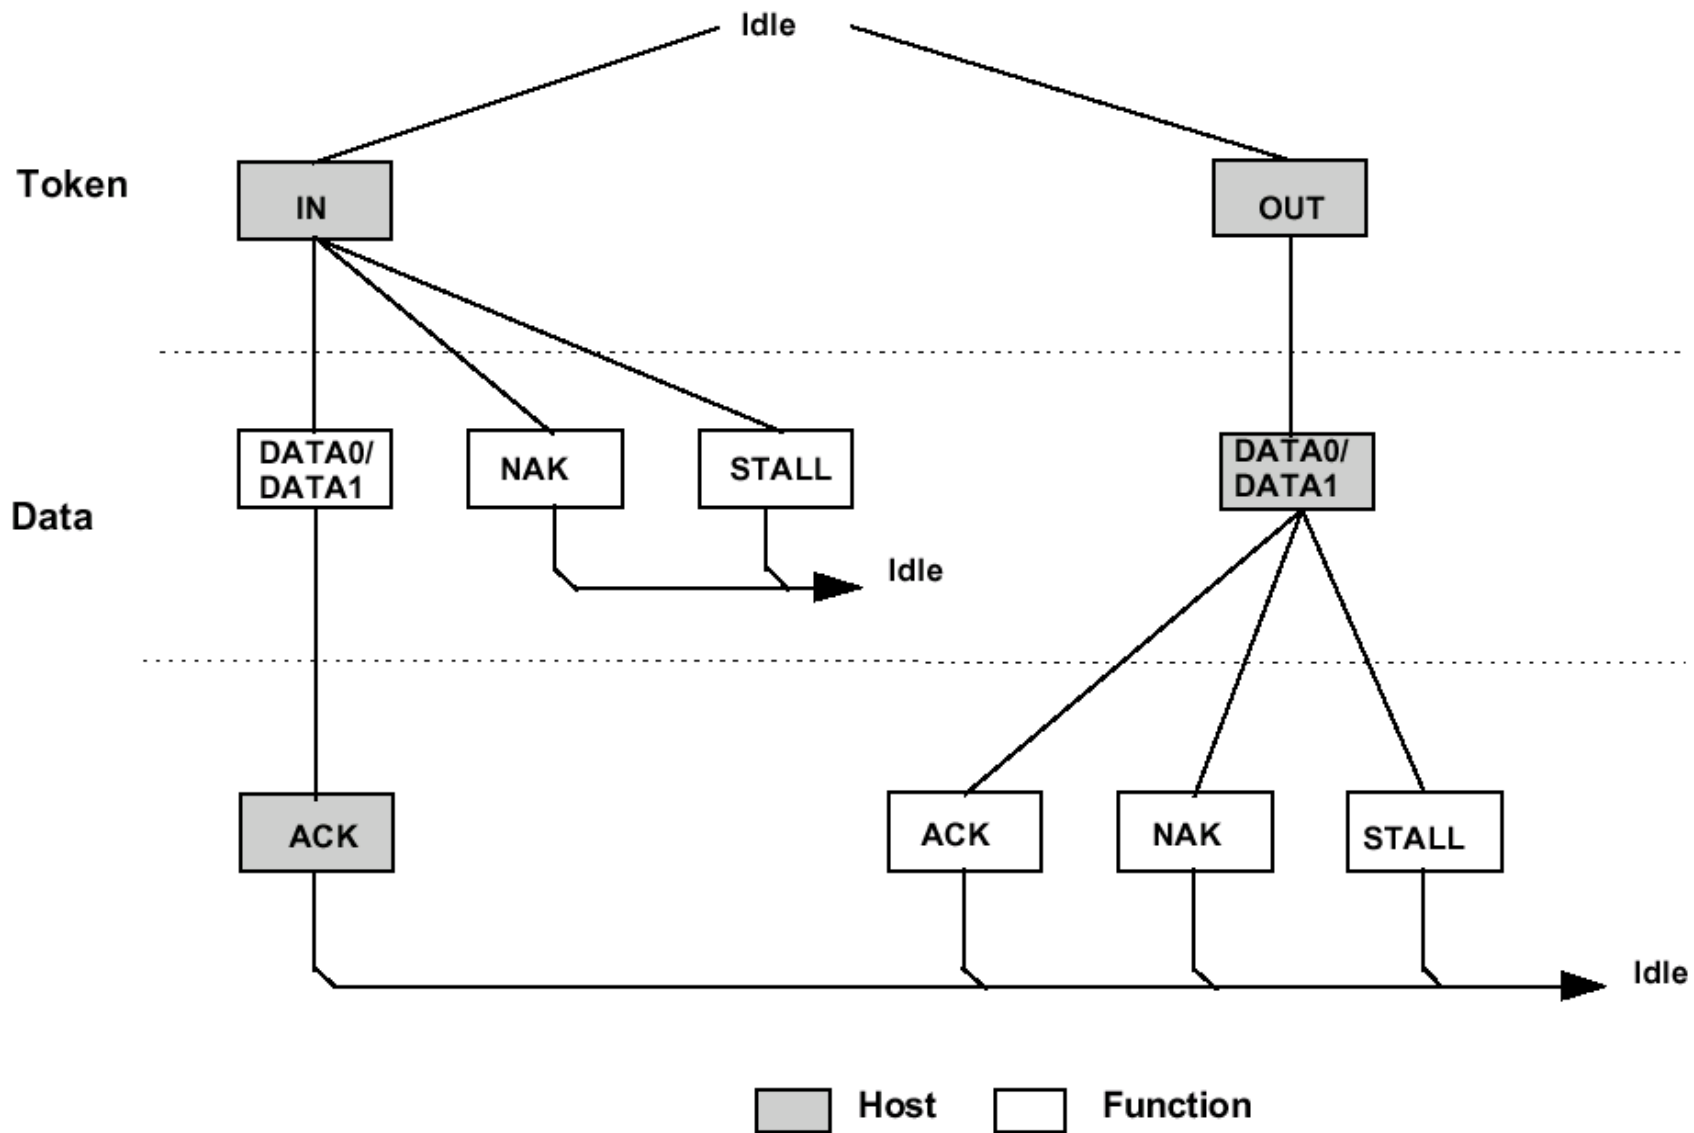 Idle
Token
IN
OUT
Data
DATA0/
DATA1
NAK
STALL
DATA0/
DATA1
Idle
ACK
ACK
NAK
STALL
Idle
Host
Function